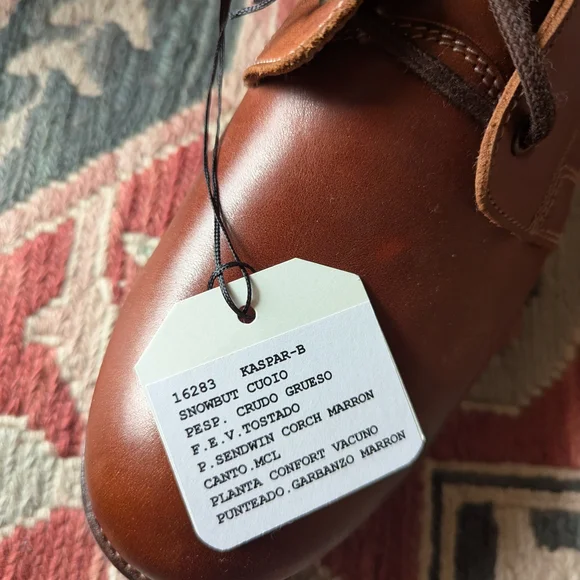 16283 KASPAR-B
SNOWBUT CUOIO
PESP. CRUDO GRUESO
F.E.V.TOSTADO
P.SENDWIN CORCH MARRON
CANTO.MCL
PLANTA CONFORT VACUNO
PUNTEADO.GARBANZO MARRON